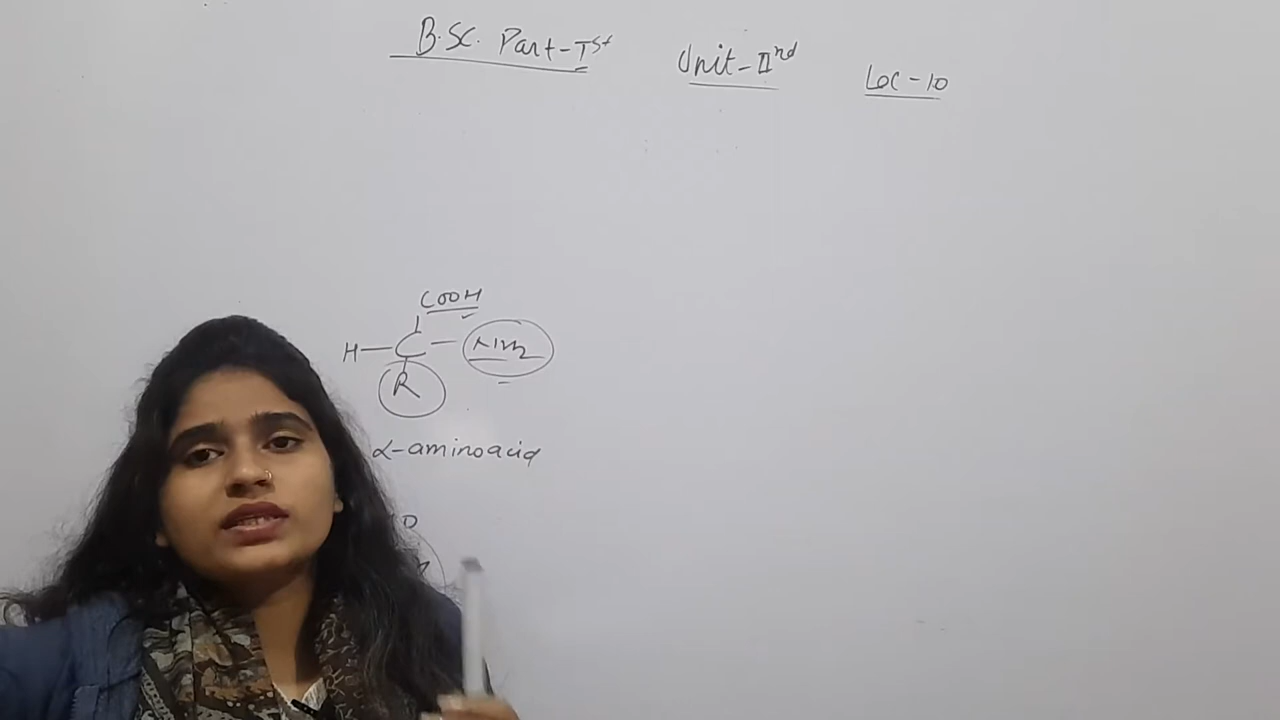 B.Sc. Part-Ist Unit-IInd Lec-10
COOH
H—C—NH2
R
α-aminoacid